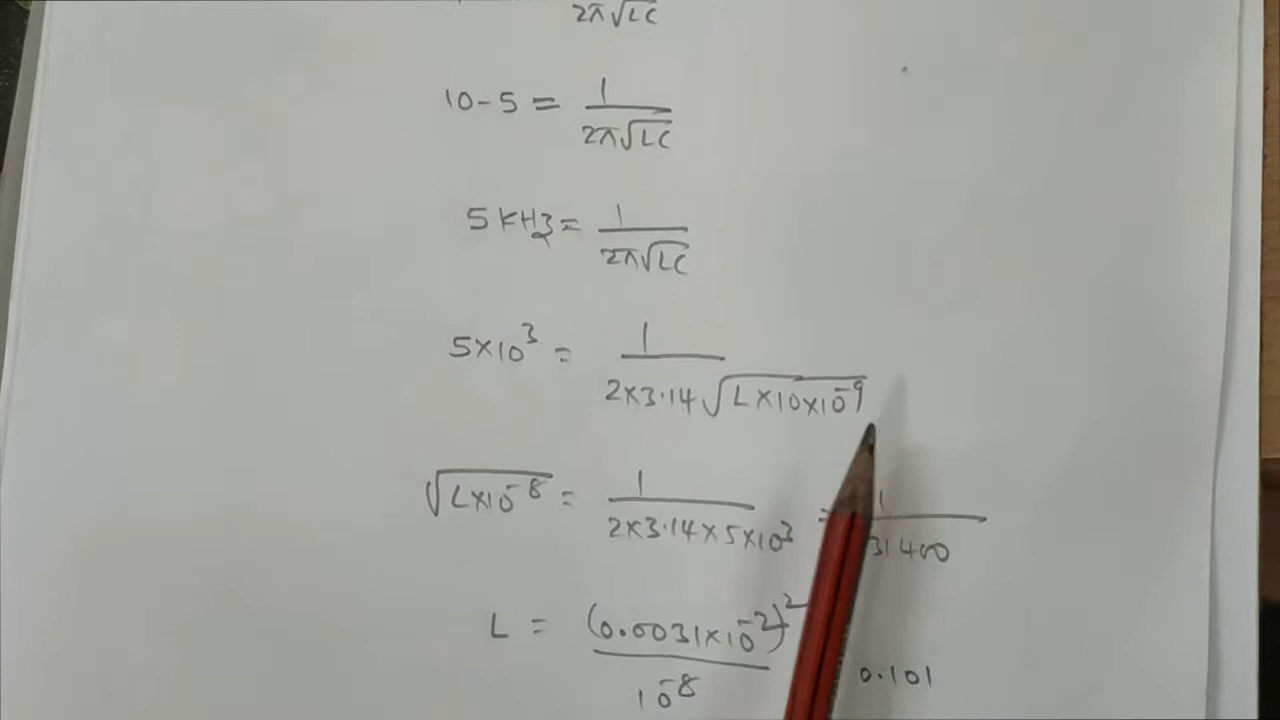 2π√LC
10-5 = 1/2π√LC
5 KHz = 1/2π√LC
5×10³ = 1/2×3.14√L×10×10⁻⁹
√L×10⁻⁸ = 1/2×3.14×5×10³ = 1/31400
L = (0.0031×10⁻²)²/10⁻⁸ 0.101